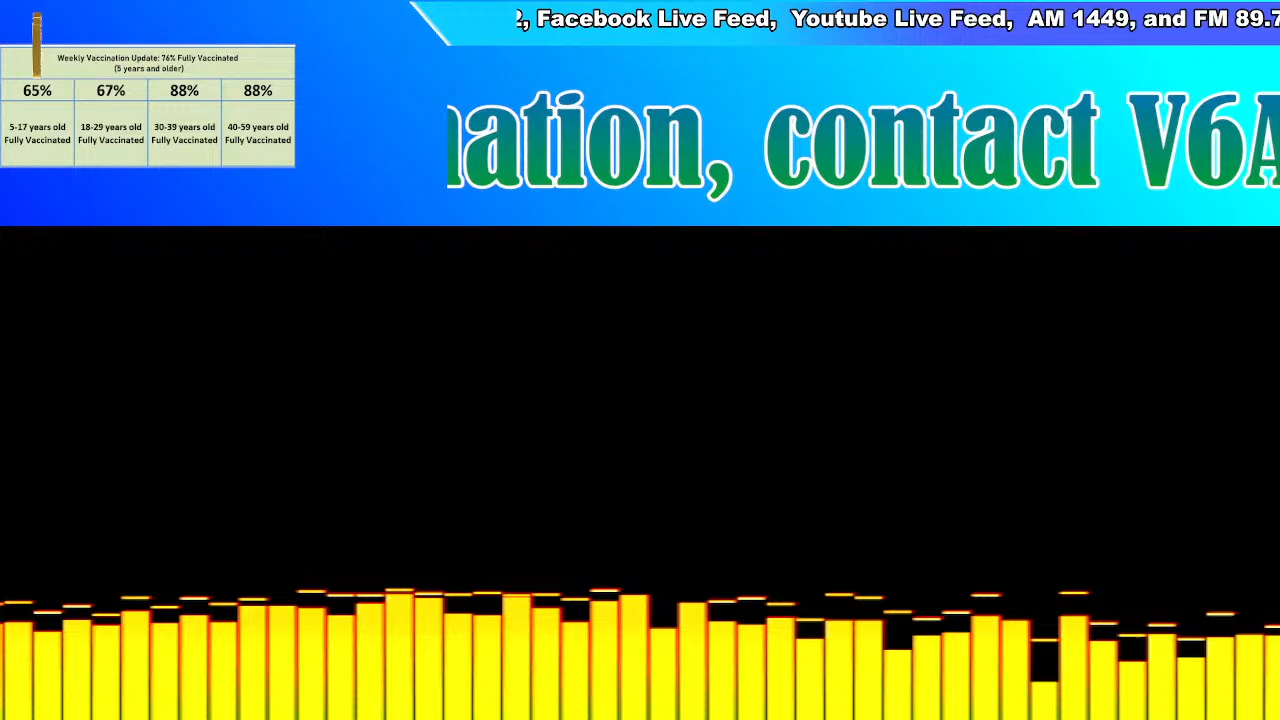 , Facebook Live Feed, Youtube Live Feed, AM 1449, and FM 89.7
Weekly Vaccination Update: 76% Fully Vaccinated
(5 years and older)
65% 67% 88% 88%
5-17 years old 18-29 years old 30-39 years old 40-59 years old
Fully Vaccinated Fully Vaccinated Fully Vaccinated Fully Vaccinated
ation, contact V6A